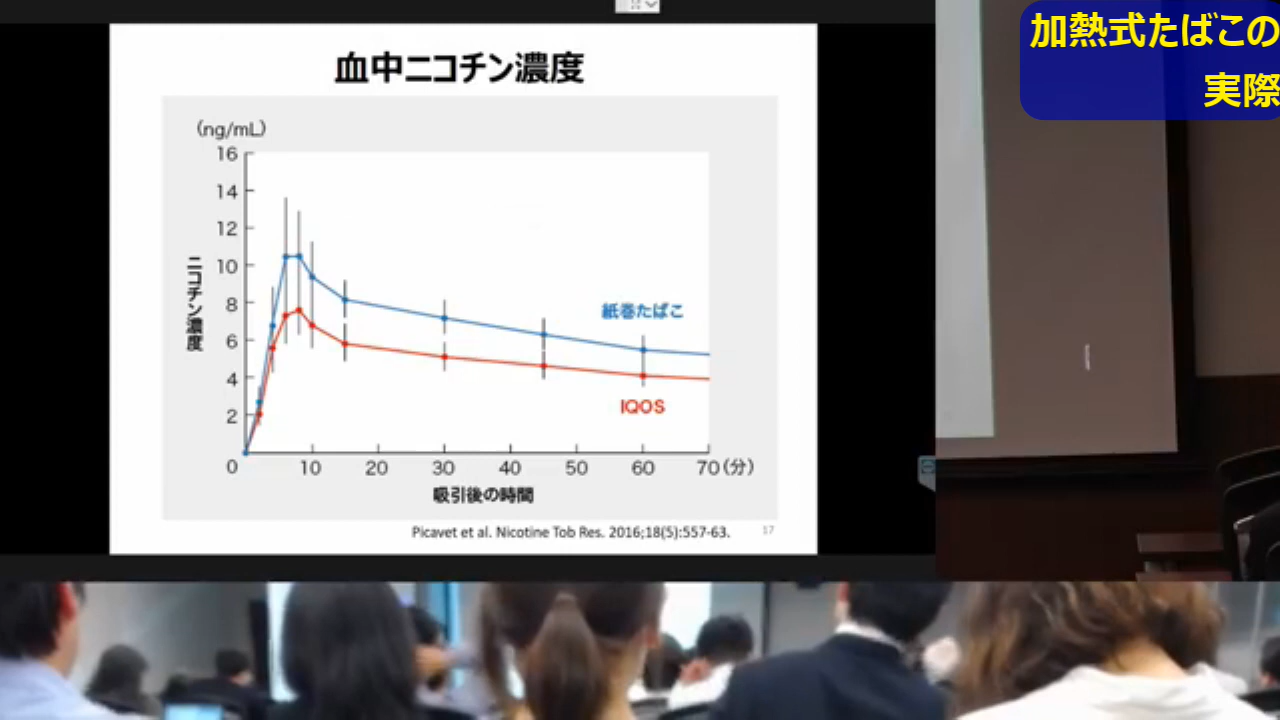 加熱式たばこの
実際
血中ニコチン濃度
(ng/mL)
16
14
12
10
8
6
4
2
0
ニコチン濃度
紙巻たばこ
IQOS
10 20 30 40 50 60 70(分)
吸引後の時間
Picavet et al. Nicotine Tob Res. 2016;18(5):557-63.
17